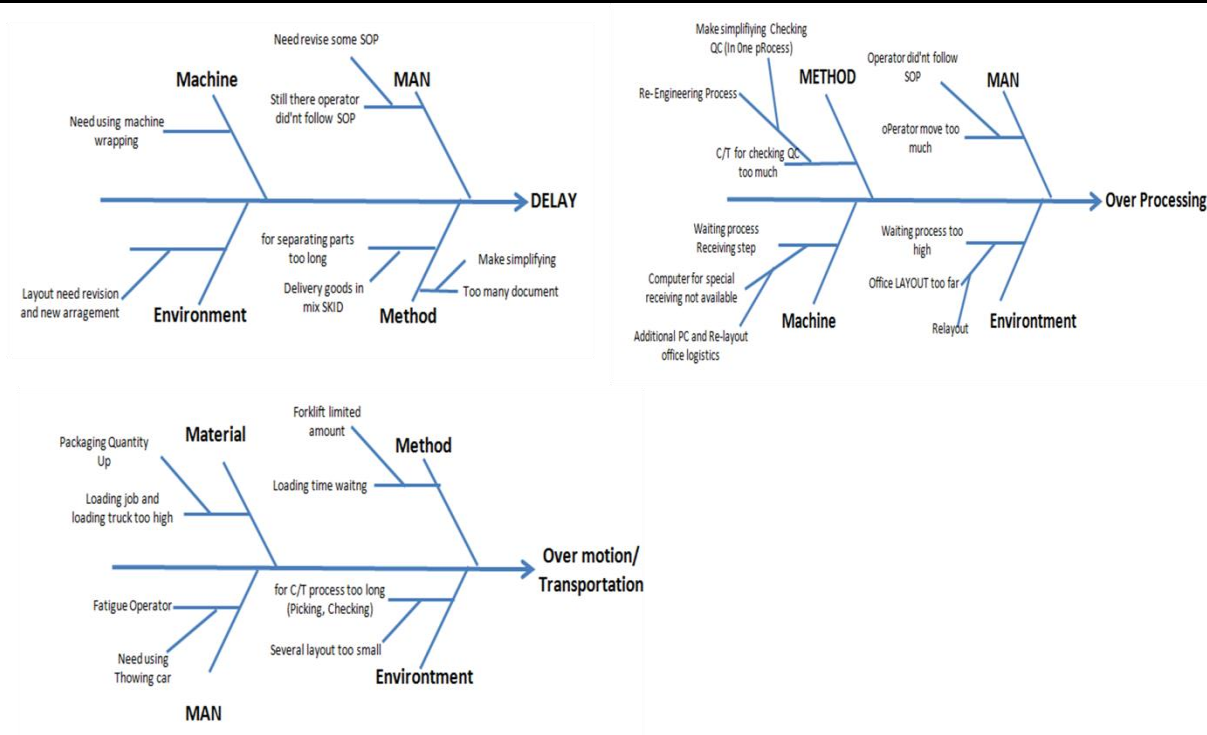 Need revise some SOP
Machine
MAN
Still there operator
did'nt follow SOP
Need using machine
wrapping
DELAY
for separating parts
too long
Make simplifying
Layout need revision
and new arragement
Delivery goods in
mix SKID
Too many document
Environment
Method
Make simplifiying Checking
QC (In 0ne pRocess)
METHOD
Operator did'nt follow
SOP
MAN
Re-Engineering Process
oPerator move too
much
C/T for checking QC
too much
Over Processing
Waiting process
Receiving step
Waiting process too
high
Computer for special
receiving not available
Office LAYOUT too far
Machine
Relayout
Environtment
Additional PC and Re-layout
office logistics
Forklift limited
amount
Material
Method
Packaging Quantity
Up
Loading time waitng
Loading job and
loading truck too high
Over motion/
Transportation
for C/T process too long
(Picking, Checking)
Fatigue Operator
Several layout too small
Need using
Thowing car
Environtment
MAN